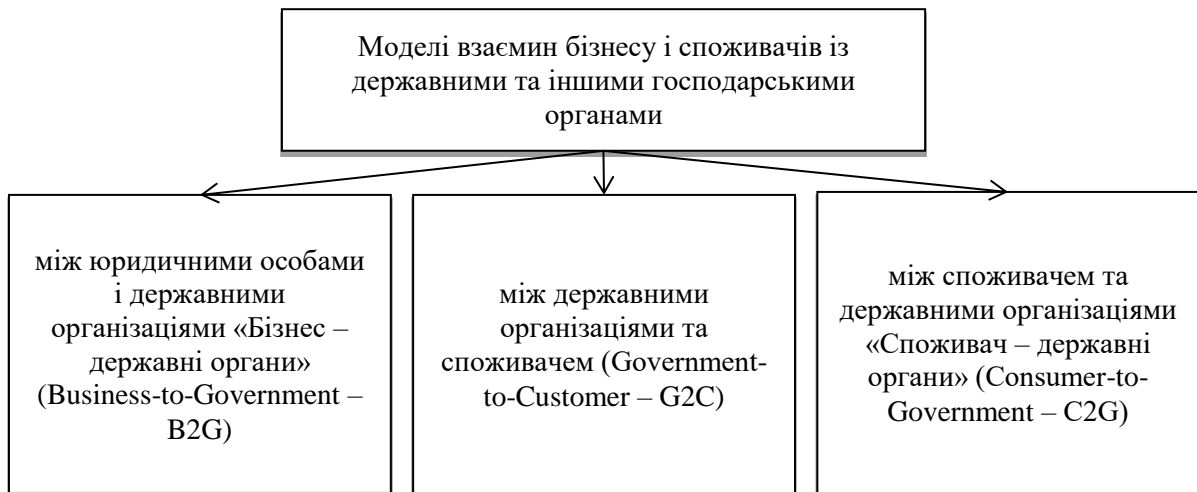 Моделі взаємин бізнесу і споживачів із
державними та іншими господарськими
органами
між юридичними особами
і державними
організаціями «Бізнес –
державні органи»
(Business-to-Government –
B2G)
між державними
організаціями та
споживачем (Government-
to-Customer – G2C)
між споживачем та
державними організаціями
«Споживач – державні
органи» (Consumer-to-
Government – C2G)